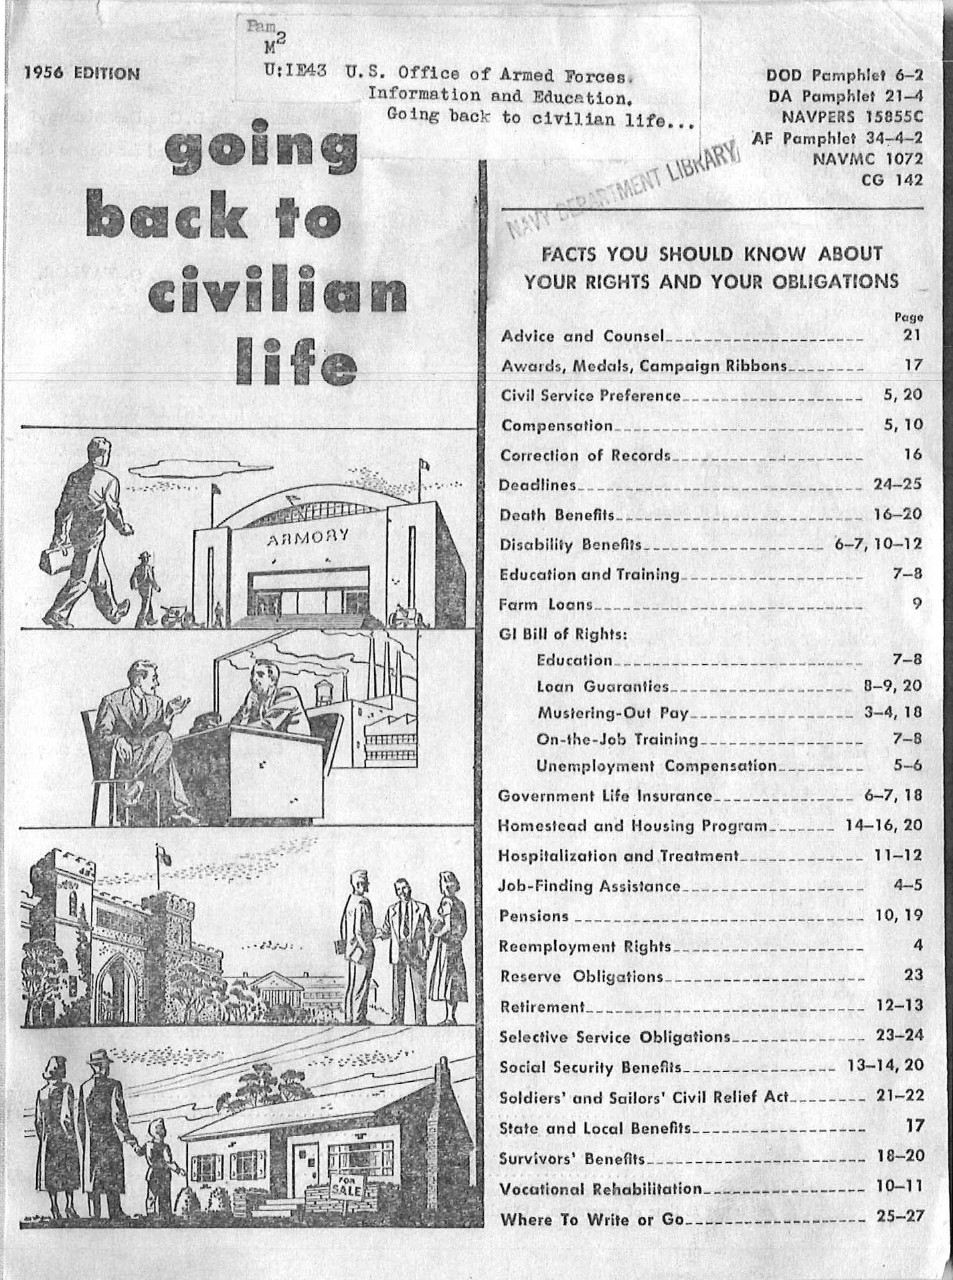 Pam
M2
U:IE43 U.S. Office of Armed Forces.
Information and Education.
Going back to civilian life...
1956 EDITION
DOD Pamphlet 6–2
DA Pamphlet 21–4
NAVPERS 15855C
AF Pamphlet 34–4–2
NAVMC 1072
CG 142
NAVY DEPARTMENT LIBRARY
going
back to
civilian
life
ARMORY
FOR
SALE
FACTS YOU SHOULD KNOW ABOUT
YOUR RIGHTS AND YOUR OBLIGATIONS
Page
Advice and Counsel 21
Awards, Medals, Campaign Ribbons 17
Civil Service Preference 5, 20
Compensation 5, 10
Correction of Records 16
Deadlines 24–25
Death Benefits 16–20
Disability Benefits 6–7, 10–12
Education and Training 7–8
Farm Loans 9
GI Bill of Rights:
Education 7–8
Loan Guaranties 8–9, 20
Mustering-Out Pay 3–4, 18
On-the-Job Training 7–8
Unemployment Compensation 5–6
Government Life Insurance 6–7, 18
Homestead and Housing Program 14–16, 20
Hospitalization and Treatment 11–12
Job-Finding Assistance 4–5
Pensions 10, 19
Reemployment Rights 4
Reserve Obligations 23
Retirement 12–13
Selective Service Obligations 23–24
Social Security Benefits 13–14, 20
Soldiers' and Sailors' Civil Relief Act 21–22
State and Local Benefits 17
Survivors' Benefits 18–20
Vocational Rehabilitation 10–11
Where To Write or Go 25–27